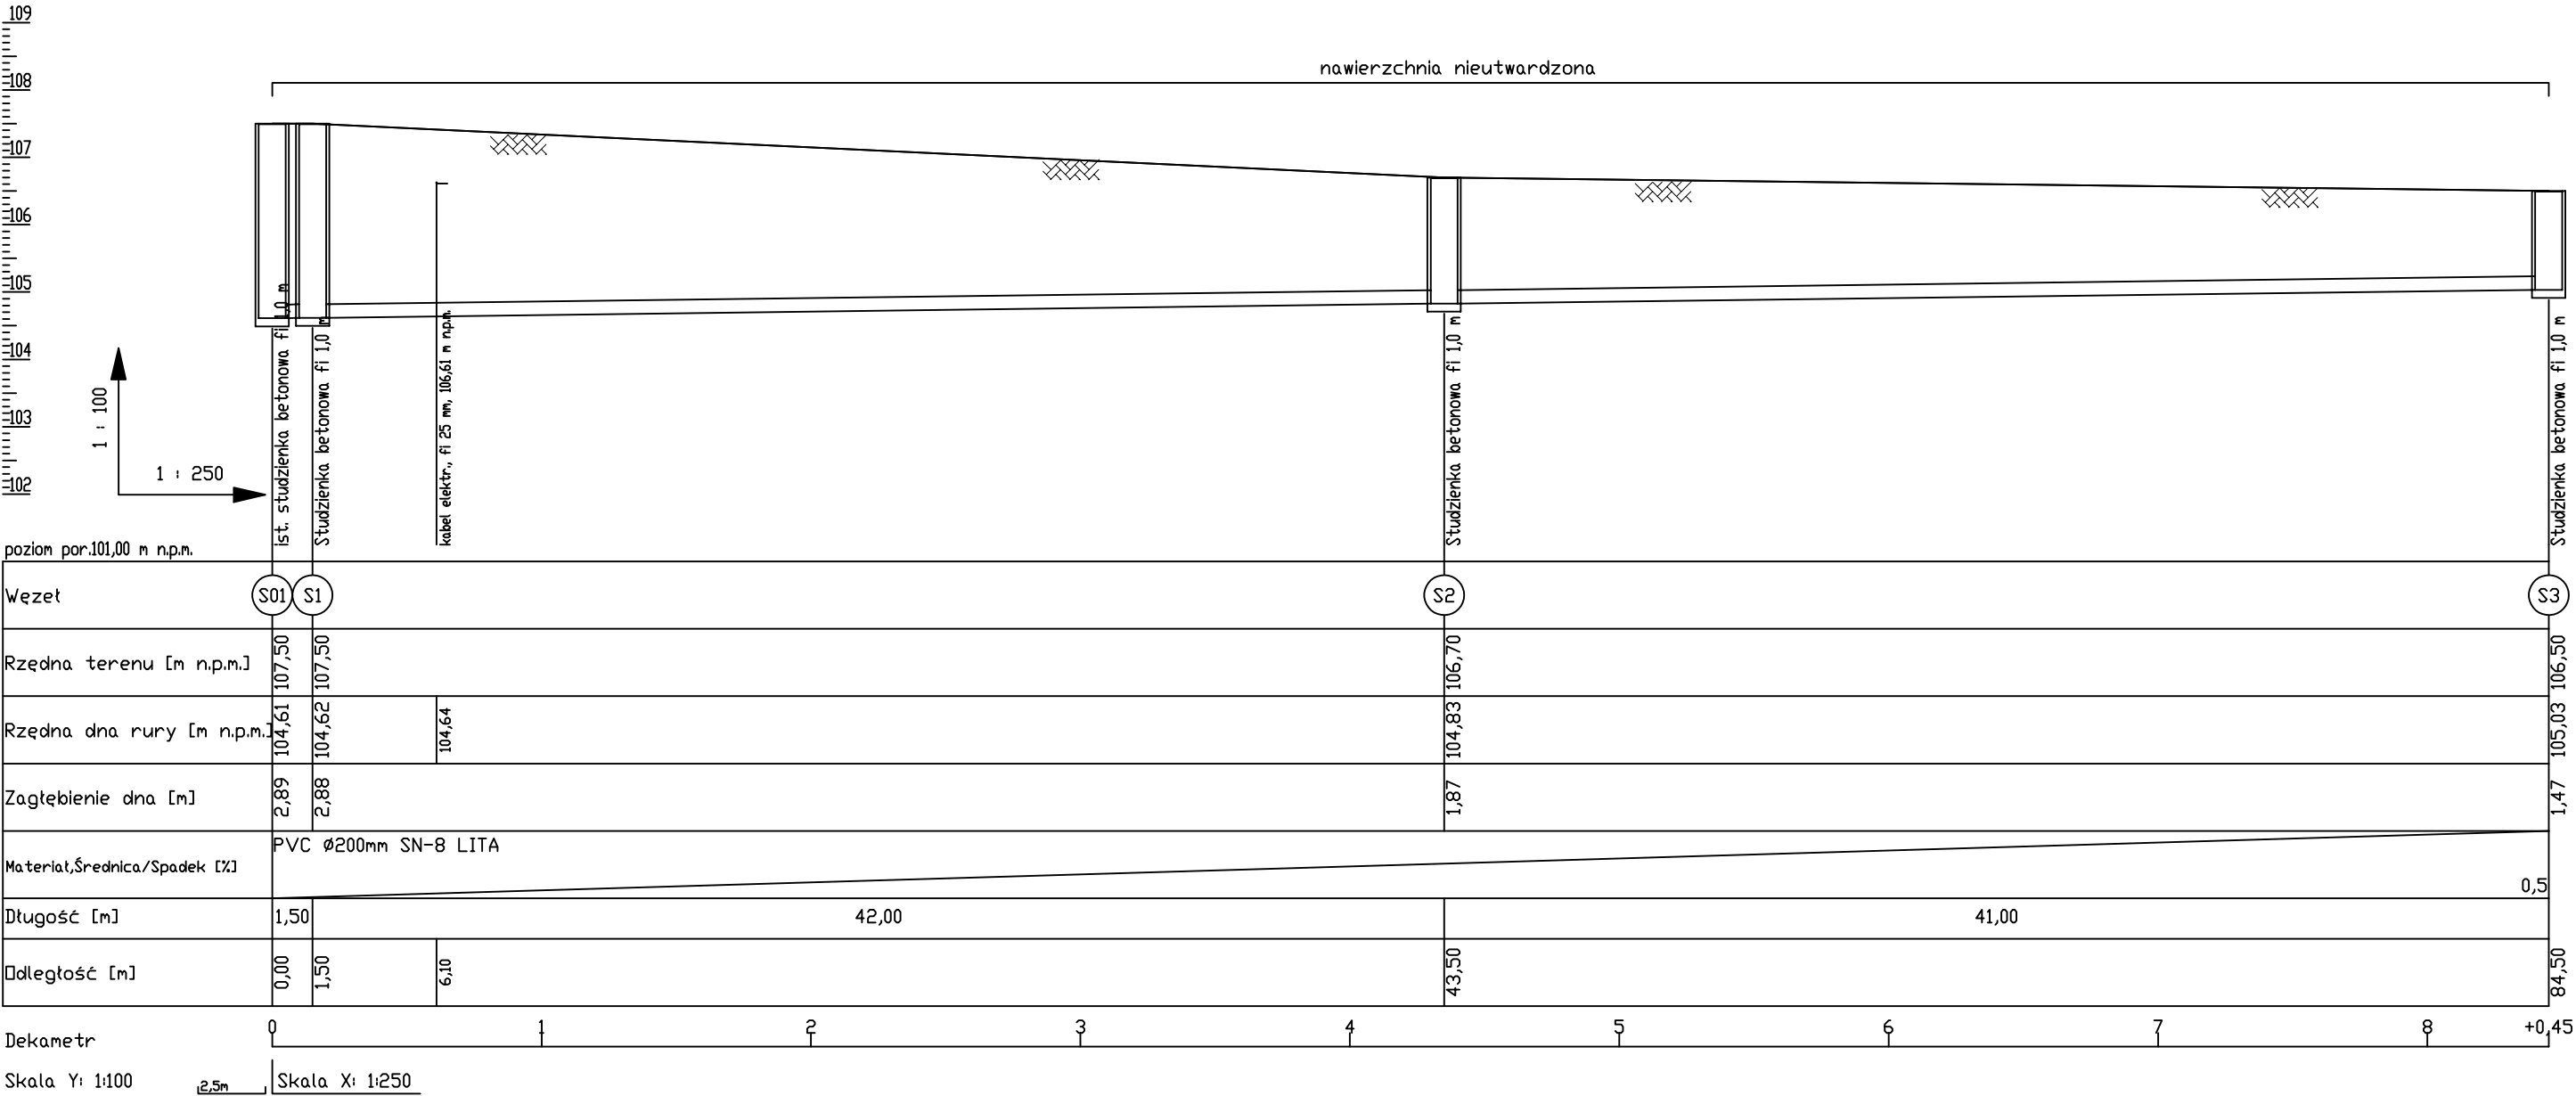 109
108
107
106
105
104
103
102
nawierzchnia nieutwardzona
1 : 100
1 : 250
ist. studzienka betonowa fi 1,0 m
Studzienka betonowa fi 1,0 m
kabel elektr., fi 25 mm, 106,61 m n.p.m.
Studzienka betonowa fi 1,0 m
Studzienka betonowa fi 1,0 m
poziom por.101,00 m n.p.m.
Węzeł S01 S1 S2 S3
Rzędna terenu [m n.p.m.] 107,50 107,50 106,70 106,50
Rzędna dna rury [m n.p.m.] 104,61 104,62 104,64 104,83 105,03
Zagłębienie dna [m] 2,89 2,88 1,87 1,47
PVC Ø200mm SN-8 LITA
Materiał,Średnica/Spadek [%]
0,5
Długość [m] 1,50 42,00 41,00
Odległość [m] 0,00 1,50 6,10 43,50 84,50
Dekametr 0 1 2 3 4 5 6 7 8 +0,45
Skala Y: 1:100 2,5m Skala X: 1:250